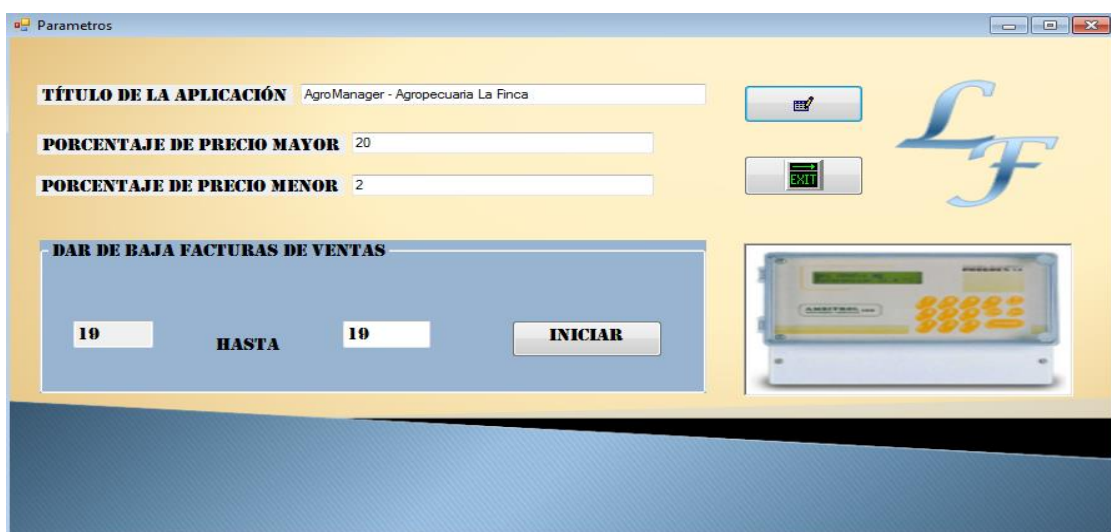 Parametros
TÍTULO DE LA APLICACIÓN AgroManager - Agropecuaria La Finca
PORCENTAJE DE PRECIO MAYOR 20
PORCENTAJE DE PRECIO MENOR 2
EXIT
LF
DAR DE BAJA FACTURAS DE VENTAS
19 HASTA 19 INICIAR